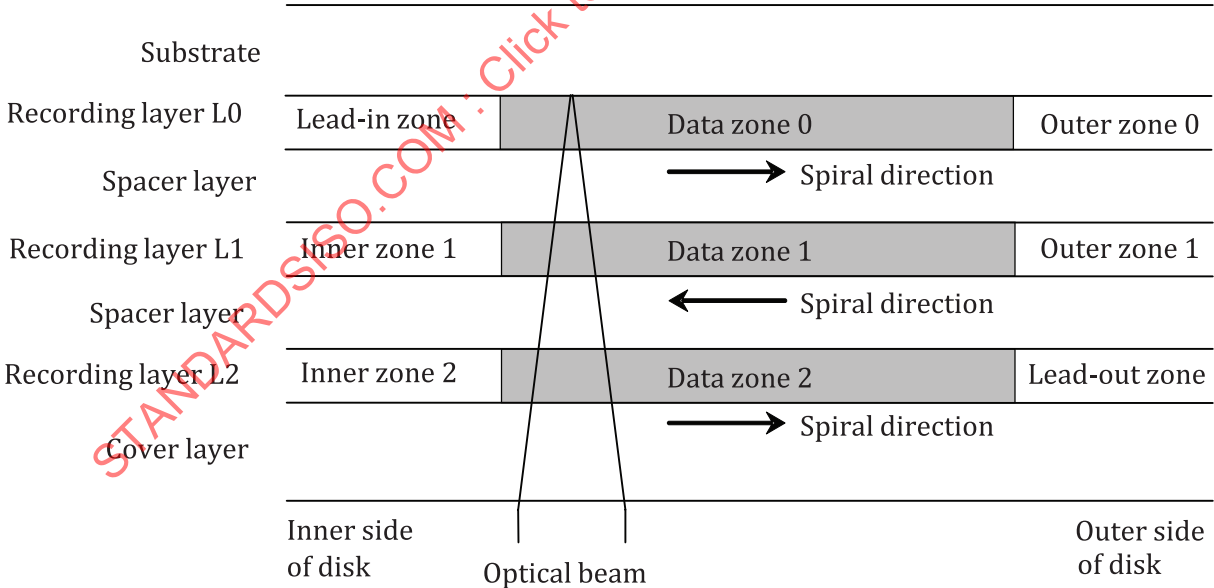 Substrate
Recording layer L0
Lead-in zone
Data zone 0
Outer zone 0
Spacer layer
Spiral direction
Recording layer L1
Inner zone 1
Data zone 1
Outer zone 1
Spacer layer
Spiral direction
Recording layer L2
Inner zone 2
Data zone 2
Lead-out zone
Spiral direction
Cover layer
Inner side
of disk
Optical beam
Outer side
of disk
STANDARDSISO.COM : Click to